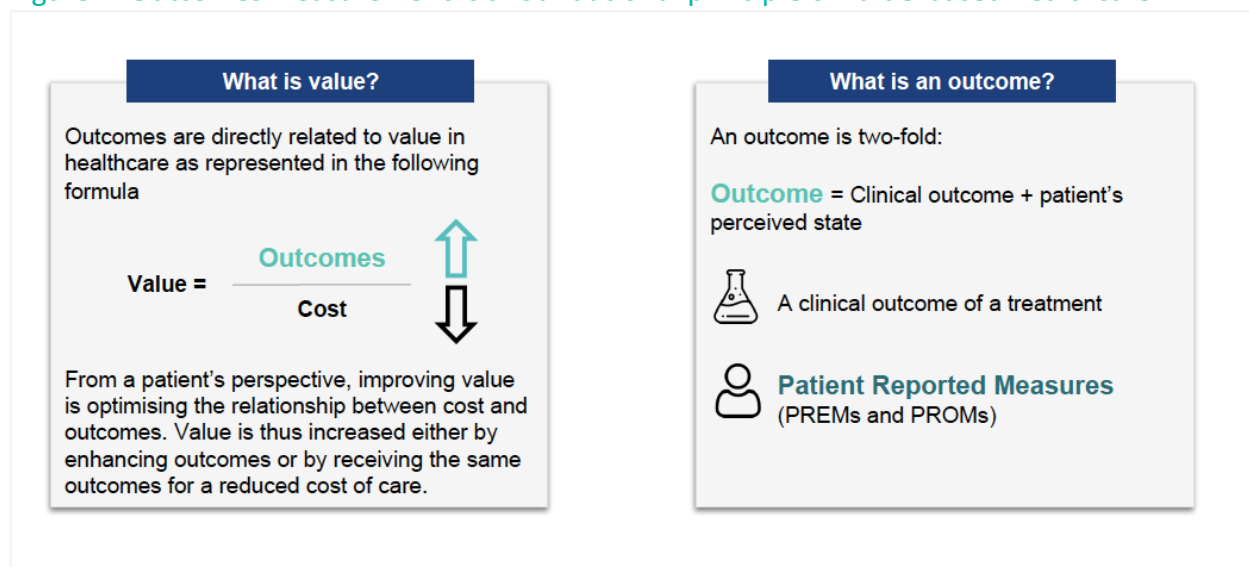 What is value?
Outcomes are directly related to value in
healthcare as represented in the following
formula
Value =
Outcomes
Cost
From a patient's perspective, improving value
is optimising the relationship between cost and
outcomes. Value is thus increased either by
enhancing outcomes or by receiving the same
outcomes for a reduced cost of care.
What is an outcome?
An outcome is two-fold:
Outcome = Clinical outcome + patient's
perceived state
A clinical outcome of a treatment
Patient Reported Measures
(PREMs and PROMs)